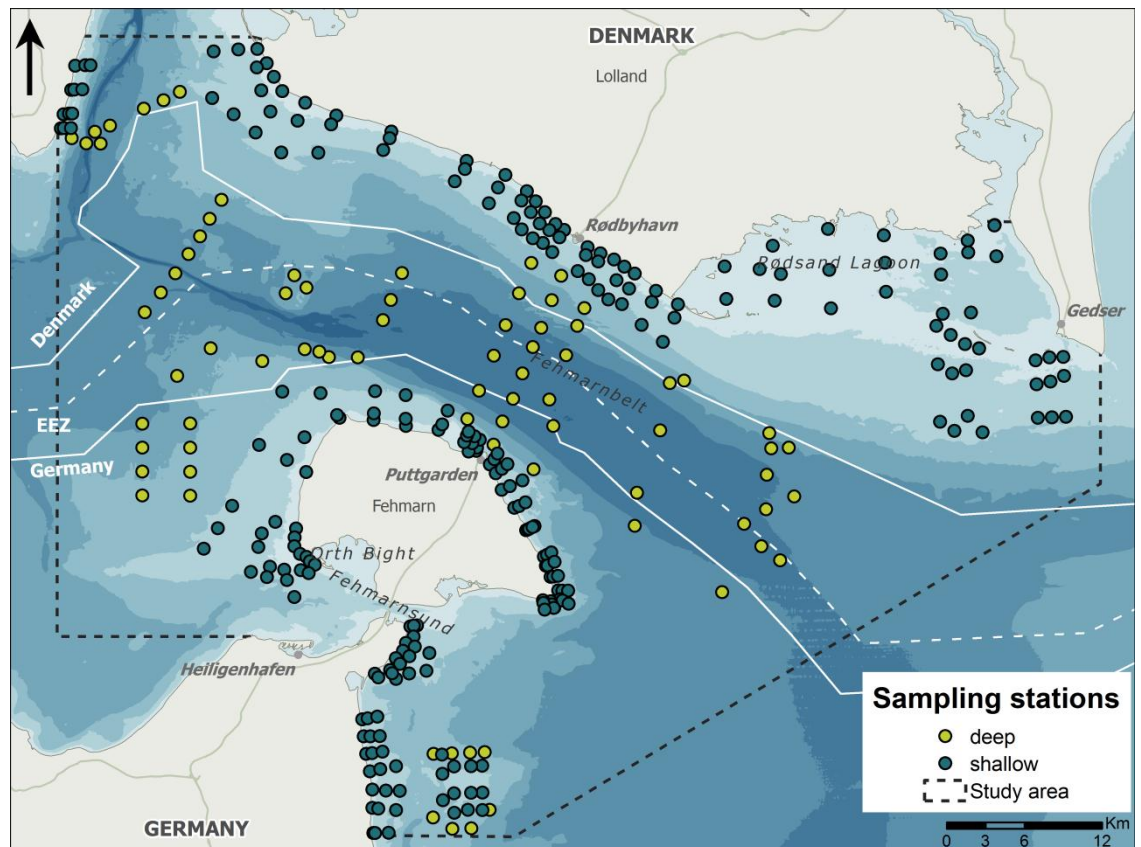 DENMARK
Lolland
Rødbyhavn
Rødsand Lagoon
Gedser
Denmark
Fehmarnbelt
EEZ
Germany
Puttgarden
Fehmarn
Orth Bight
Fehmarnsund
Heiligenhafen
Sampling stations
deep
shallow
Study area
GERMANY
Km
0 3 6 12